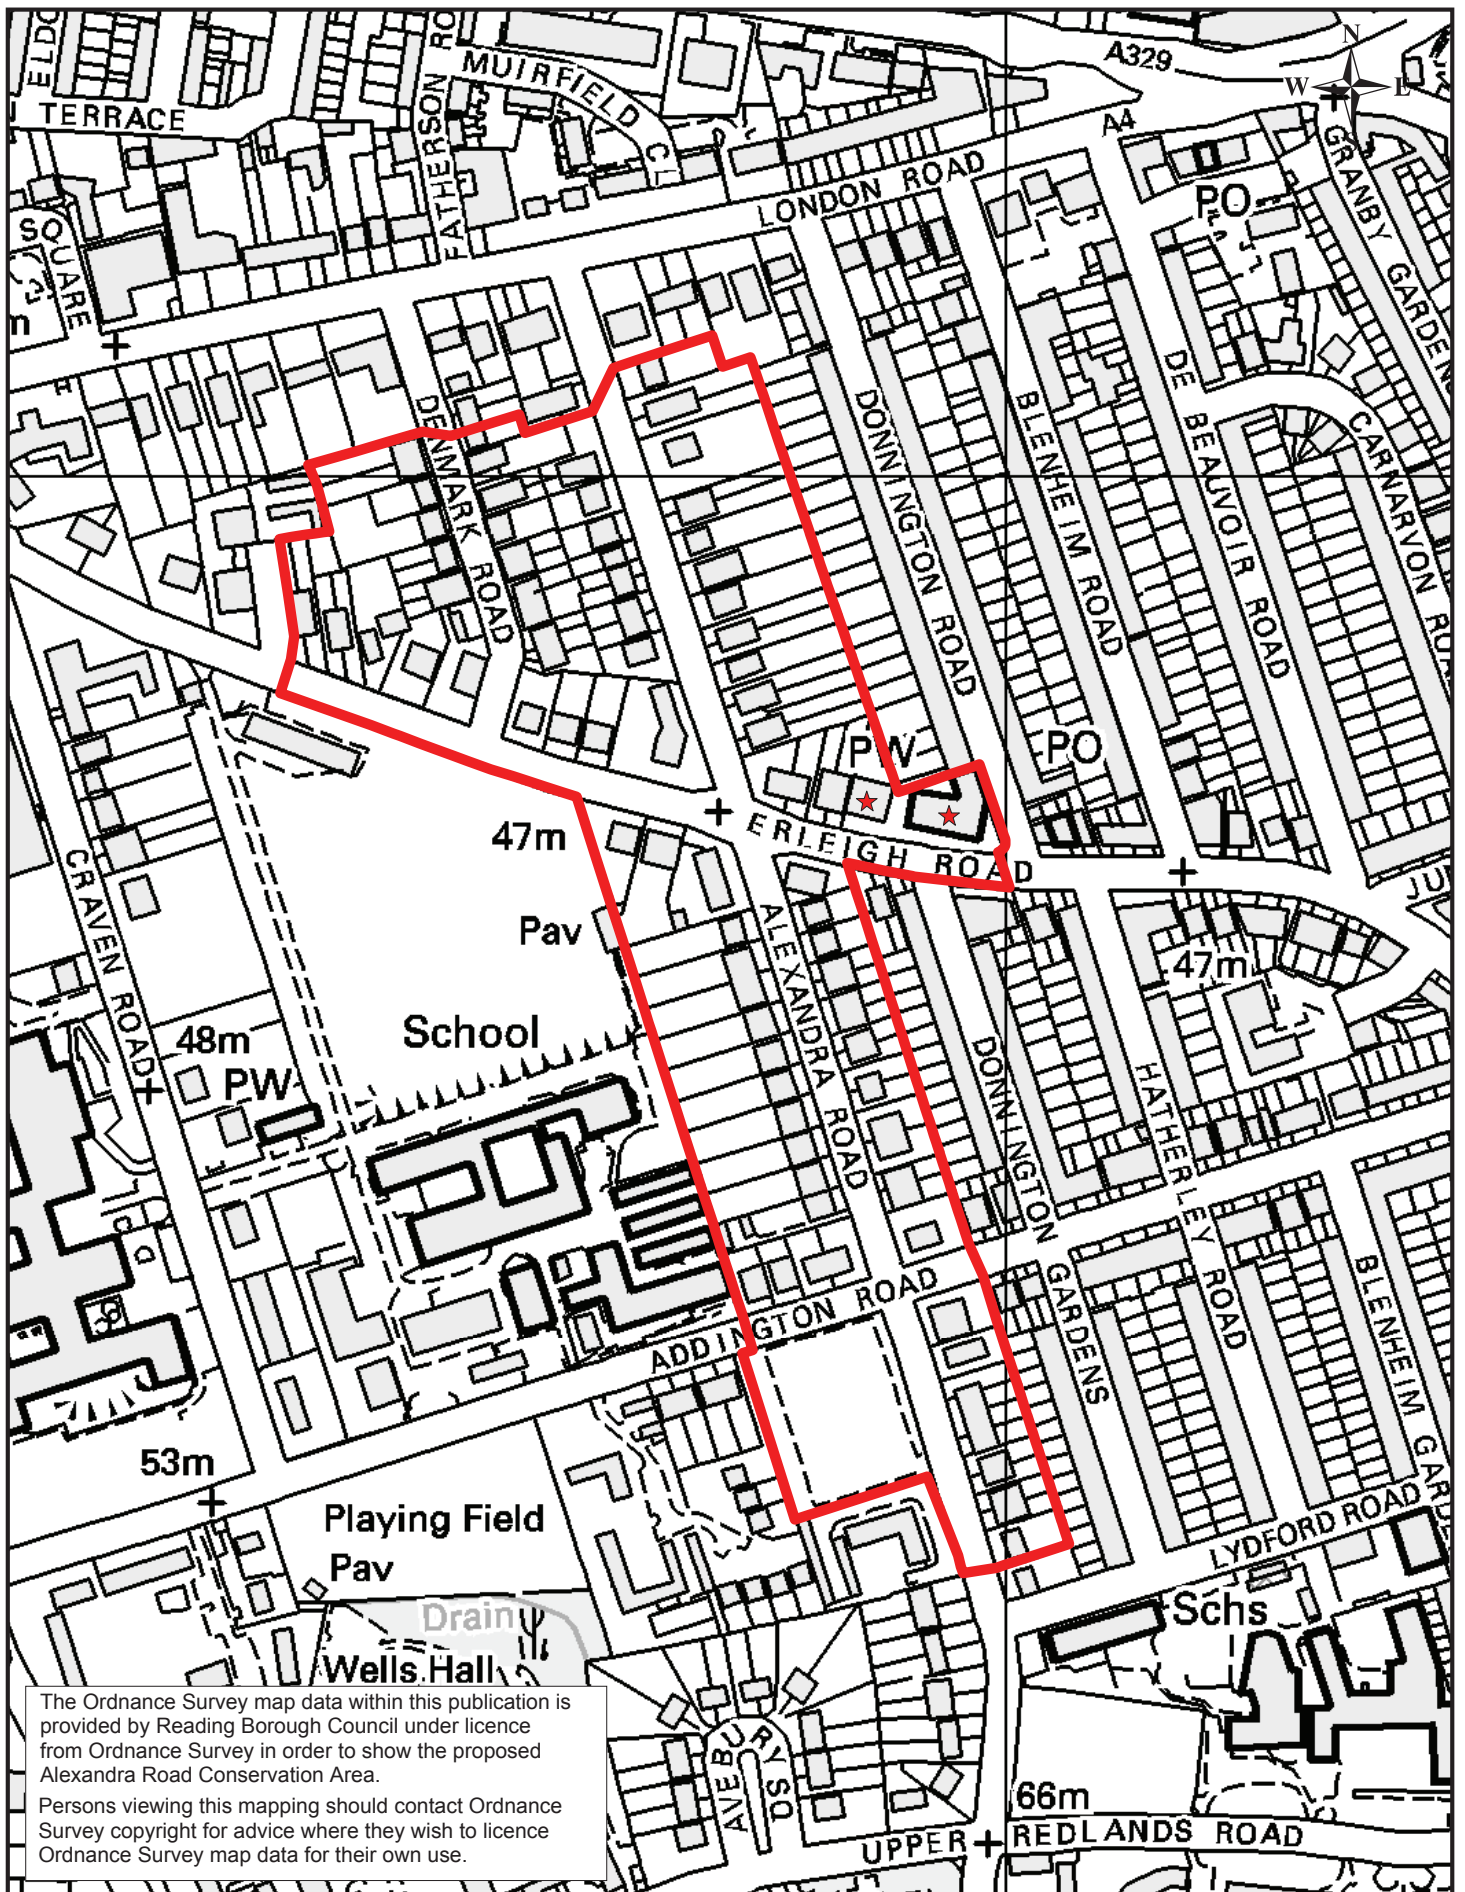 ELDO
TERRACE
FATHERSON RO
MUIRFIELD CL
A329
N
W E
A4
LONDON ROAD
PO
GRANBY GARDENS
SQUARE
m
DENMARK ROAD
DONNINGTON ROAD
BLENHEIM ROAD
DE BEAUVOIR ROAD
CARNARVON ROA
PW
PO
ERLEIGH ROAD
47m
CRAVEN ROAD
Pav
ALEXANDRA ROAD
47m
School
48m
PW
DONNINGTON GARDENS
HATHERLEY ROAD
BLENHEIM GAR
ADDINGTON ROAD
53m
Playing Field
Pav
LYDFORD ROAD
Drain
Schs
Wells Hall
AVEBURY SQ
66m
UPPER REDLANDS ROAD
The Ordnance Survey map data within this publication is
provided by Reading Borough Council under licence
from Ordnance Survey in order to show the proposed
Alexandra Road Conservation Area.
Persons viewing this mapping should contact Ordnance
Survey copyright for advice where they wish to licence
Ordnance Survey map data for their own use.